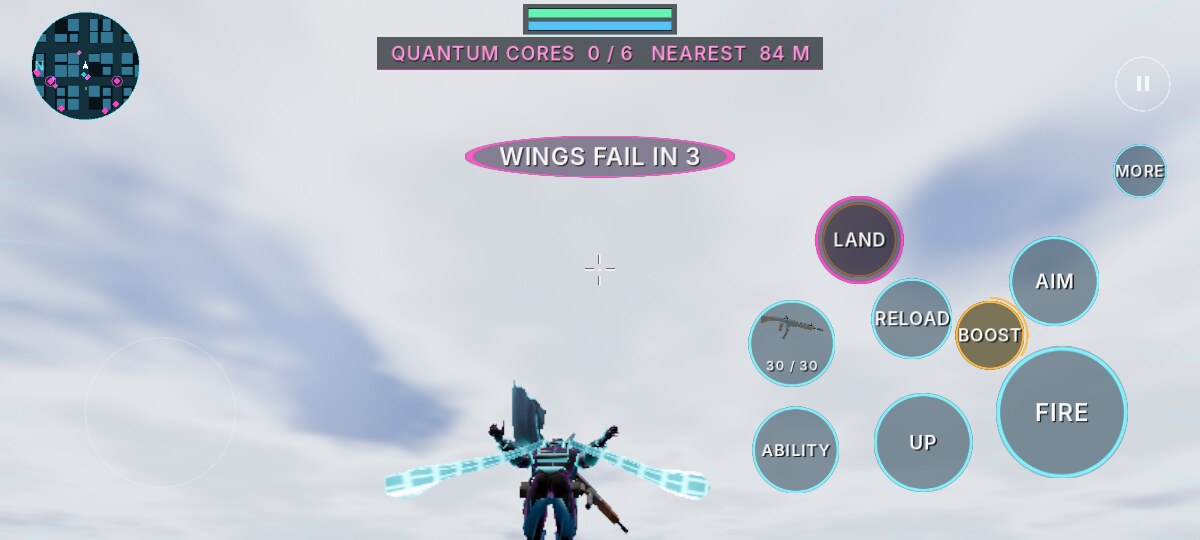 QUANTUM CORES 0 / 6 NEAREST 84 M
WINGS FAIL IN 3
MORE
LAND
AIM
RELOAD
BOOST
30 / 30
FIRE
UP
ABILITY